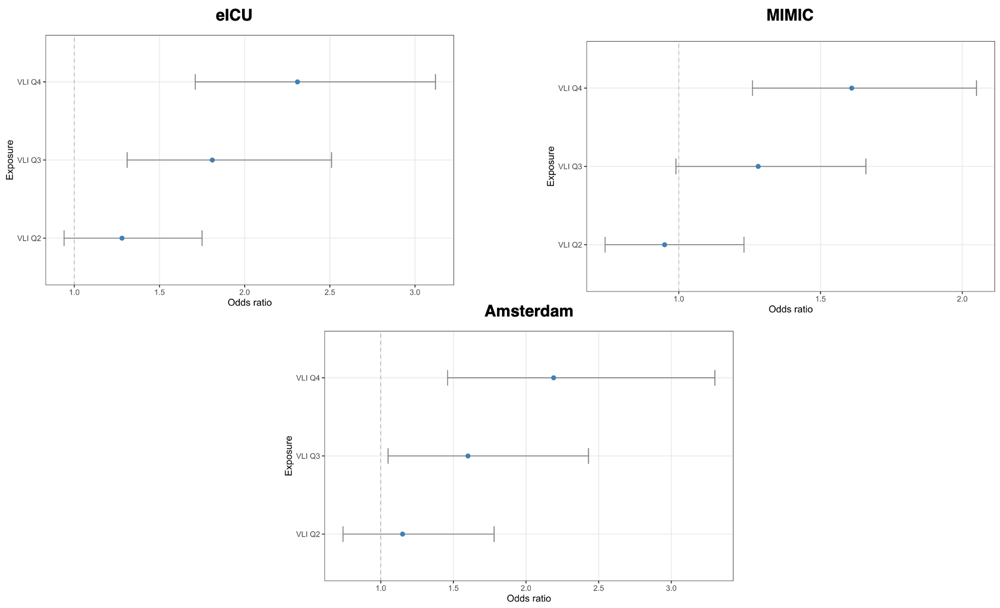 eICU
VLI Q4
VLI Q3
VLI Q2
Exposure
1.0 1.5 2.0 2.5 3.0
Odds ratio
MIMIC
VLI Q4
VLI Q3
VLI Q2
Exposure
1.0 1.5 2.0
Odds ratio
Amsterdam
VLI Q4
VLI Q3
VLI Q2
Exposure
1.0 1.5 2.0 2.5 3.0
Odds ratio